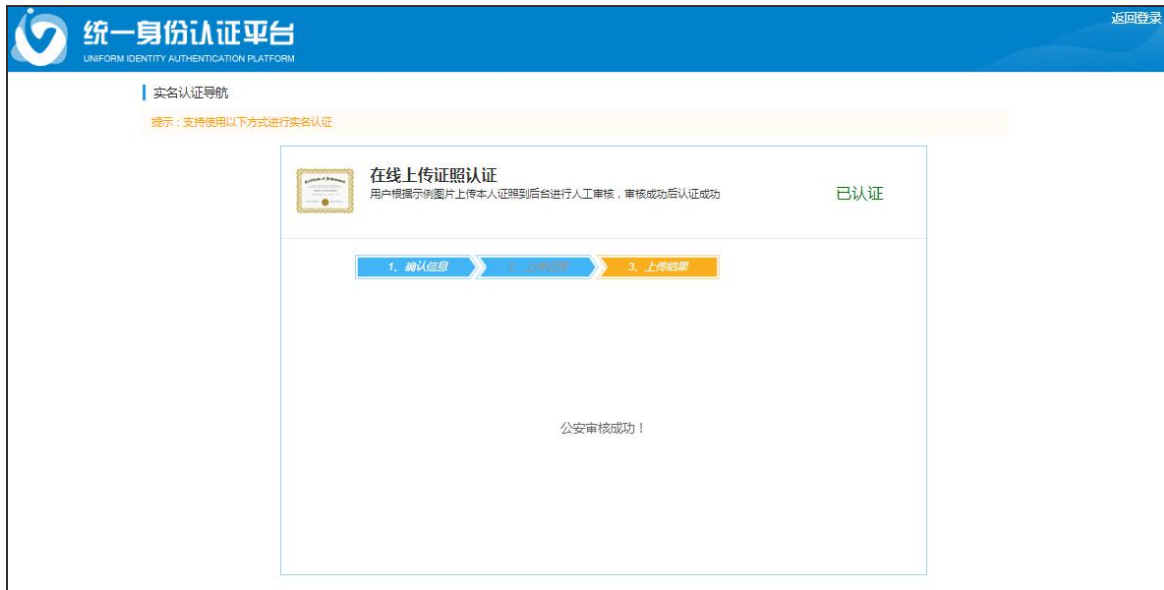 返回登录
统一身份认证平台
UNIFORM IDENTITY AUTHENTICATION PLATFORM
实名认证导航
提示：支持使用以下方式进行实名认证
在线上传证照认证
用户根据示例图片上传本人证照到后台进行人工审核，审核成功后认证成功
已认证
1、确认信息
3、上传结果
公安审核成功！